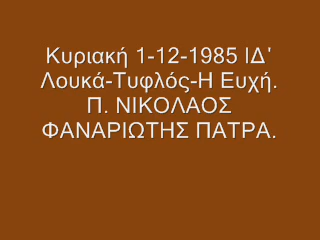 Κυριακή 1-12-1985 ΙΔ΄
Λουκά-Τυφλός-Η Ευχή.
Π. ΝΙΚΟΛΑΟΣ
ΦΑΝΑΡΙΩΤΗΣ ΠΑΤΡΑ.